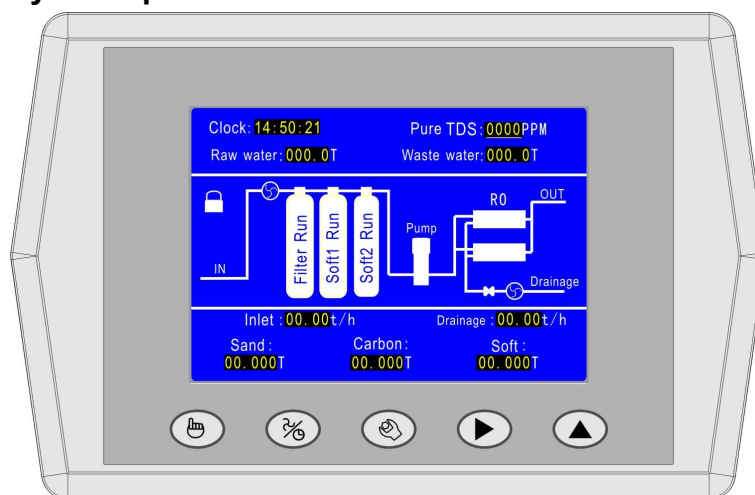 Clock: 14:50:21 Pure TDS: 0000PPM
Raw water: 000.0T Waste water: 000.0T
RO OUT
Filter Run Soft1 Run Soft2 Run Pump
IN
Drainage
Inlet : 00.00t/h Drainage : 00.00t/h
Sand : Carbon : Soft :
00.000T 00.000T 00.000T